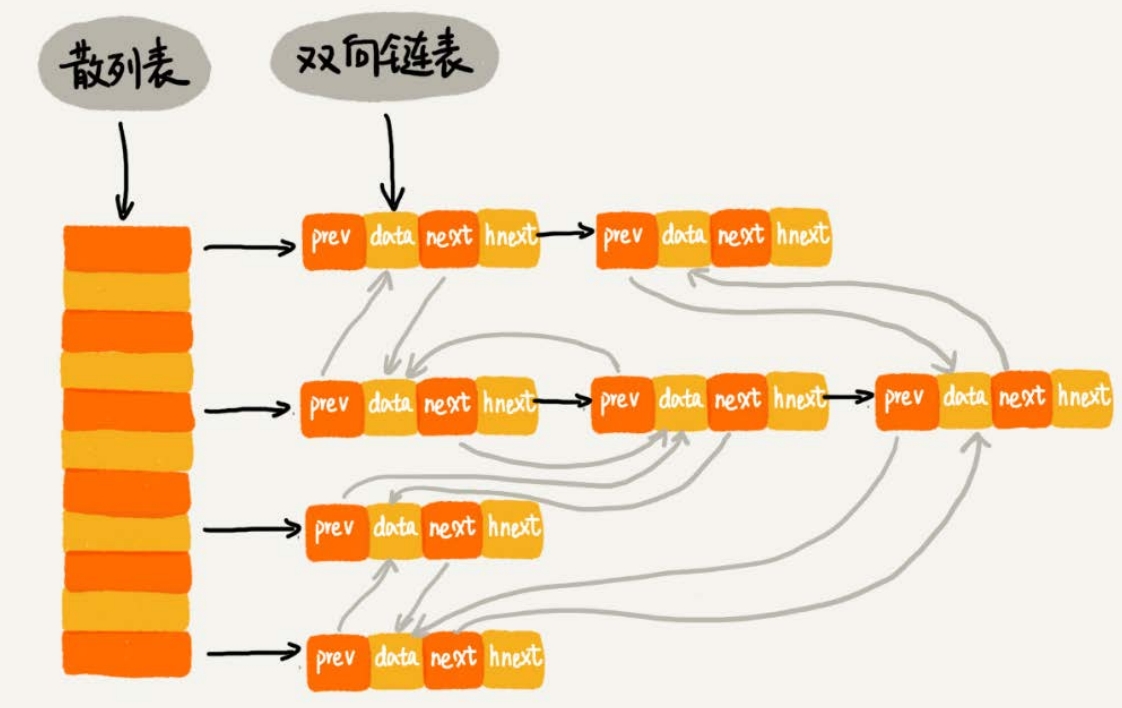 散列表 双向链表
prev data next hnext prev data next hnext
prev data next hnext prev data next hnext prev data next hnext
prev data next hnext
prev data next hnext